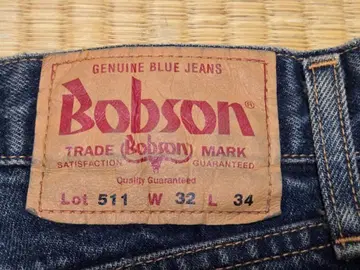 GENUINE BLUE JEANS
Bobson®
TRADE Bobson MARK
SATISFACTION GUARANTEED
Quality Guaranteed
Lot 511 W 32 L 34